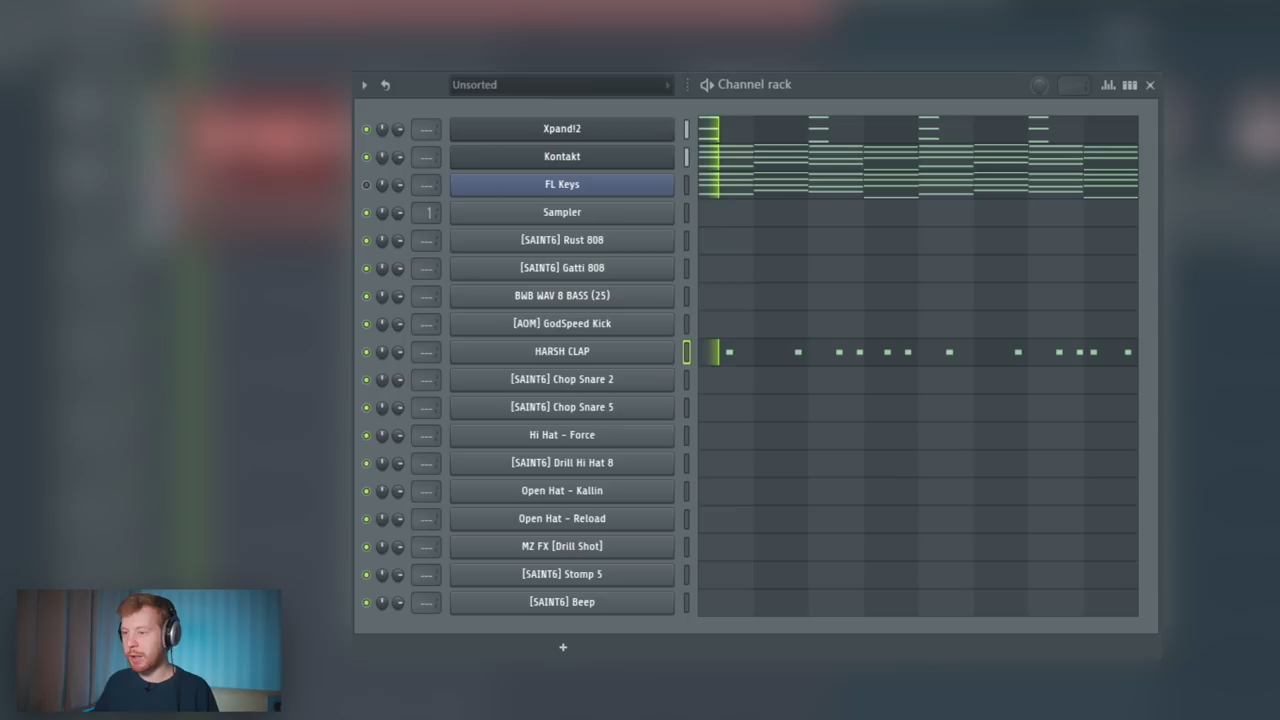 Unsorted
Channel rack
Xpand!2
Kontakt
FL Keys
1
Sampler
[SAINT6] Rust 808
[SAINT6] Gatti 808
BWB WAV 8 BASS (25)
[AOM] GodSpeed Kick
HARSH CLAP
[SAINT6] Chop Snare 2
[SAINT6] Chop Snare 5
Hi Hat - Force
[SAINT6] Drill Hi Hat 8
Open Hat - Kallin
Open Hat - Reload
MZ FX [Drill Shot]
[SAINT6] Stomp 5
[SAINT6] Beep